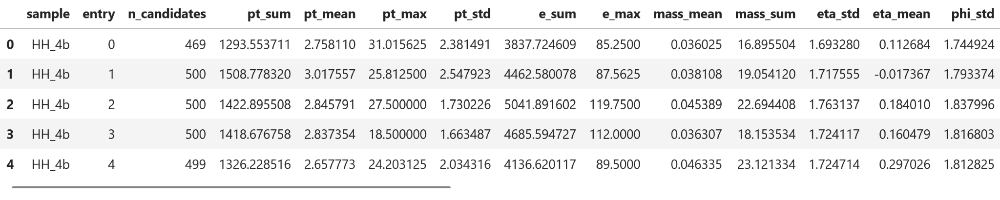 sample entry n_candidates pt_sum pt_mean pt_max pt_std e_sum e_max mass_mean mass_sum eta_std eta_mean phi_std
0 HH_4b 0 469 1293.553711 2.758110 31.015625 2.381491 3837.724609 85.2500 0.036025 16.895504 1.693280 0.112684 1.744924
1 HH_4b 1 500 1508.778320 3.017557 25.812500 2.547923 4462.580078 87.5625 0.038108 19.054120 1.717555 -0.017367 1.793374
2 HH_4b 2 500 1422.895508 2.845791 27.500000 1.730226 5041.891602 119.7500 0.045389 22.694408 1.763137 0.184010 1.837996
3 HH_4b 3 500 1418.676758 2.837354 18.500000 1.663487 4685.594727 112.0000 0.036307 18.153534 1.724117 0.160479 1.816803
4 HH_4b 4 499 1326.228516 2.657773 24.203125 2.034316 4136.620117 89.5000 0.046335 23.121334 1.724714 0.297026 1.812825